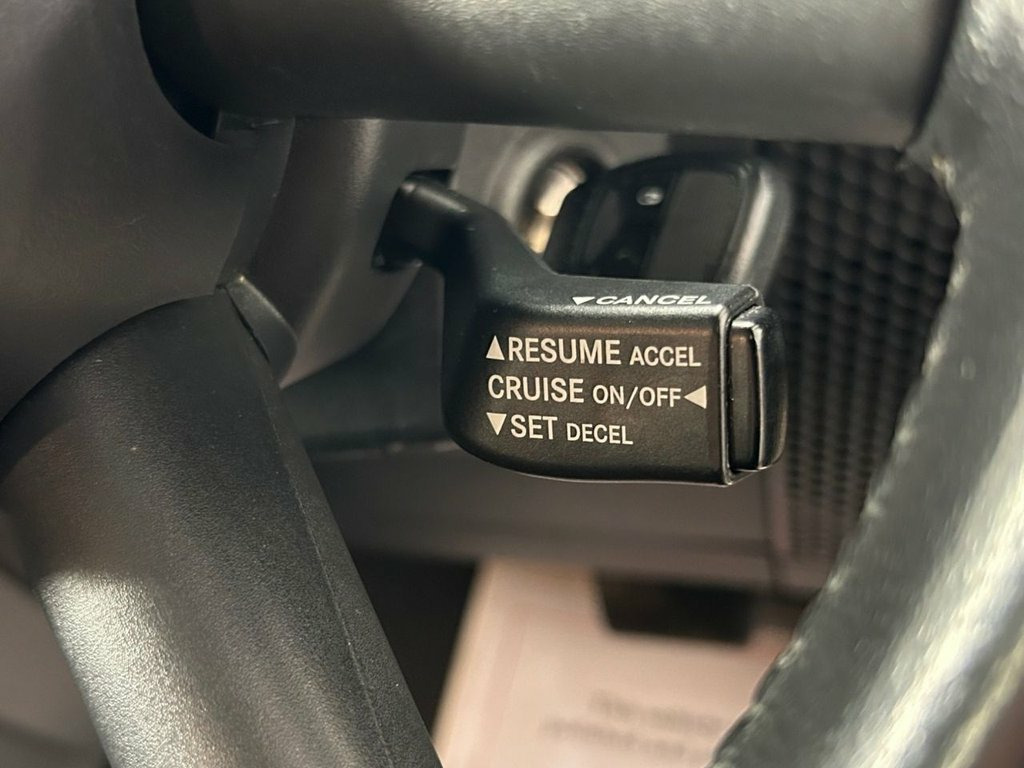 ▼CANCEL
▲RESUME ACCEL
CRUISE ON/OFF◀
▼SET DECEL